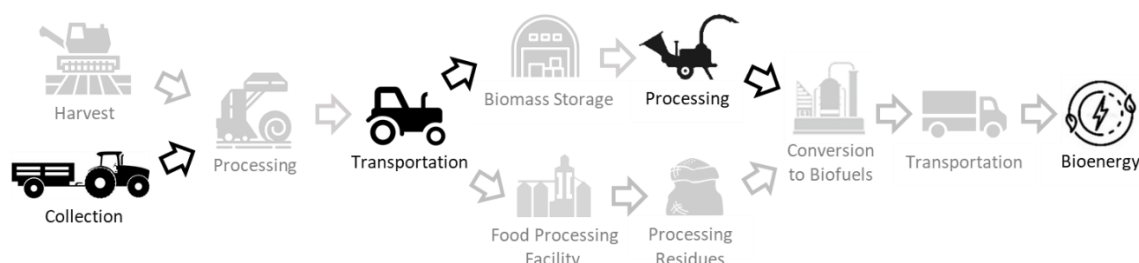 Harvest
Collection
Processing
Transportation
Biomass Storage
Processing
Food Processing
Facility
Processing
Residues
Conversion
to Biofuels
Transportation
Bioenergy